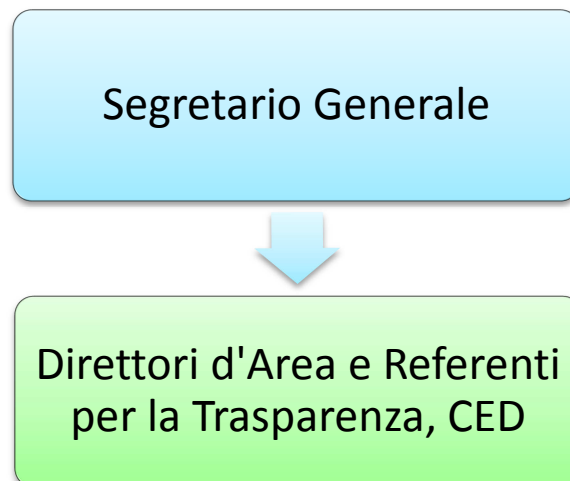 Segretario Generale
Direttori d'Area e Referenti
per la Trasparenza, CED